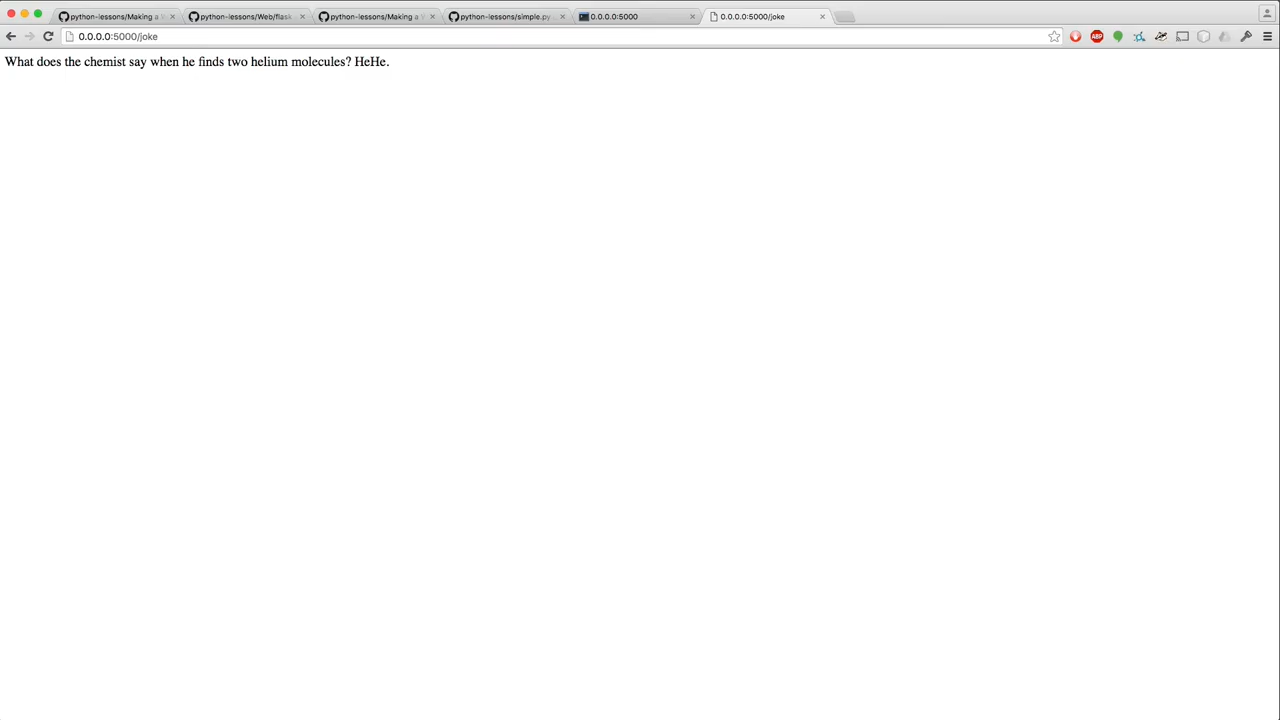 python-lessons/Making a
python-lessons/Web/flask
python-lessons/Making a
python-lessons/simple.py
0.0.0.0:5000
0.0.0.0:5000/joke
0.0.0.0:5000/joke
ABP
What does the chemist say when he finds two helium molecules? HeHe.